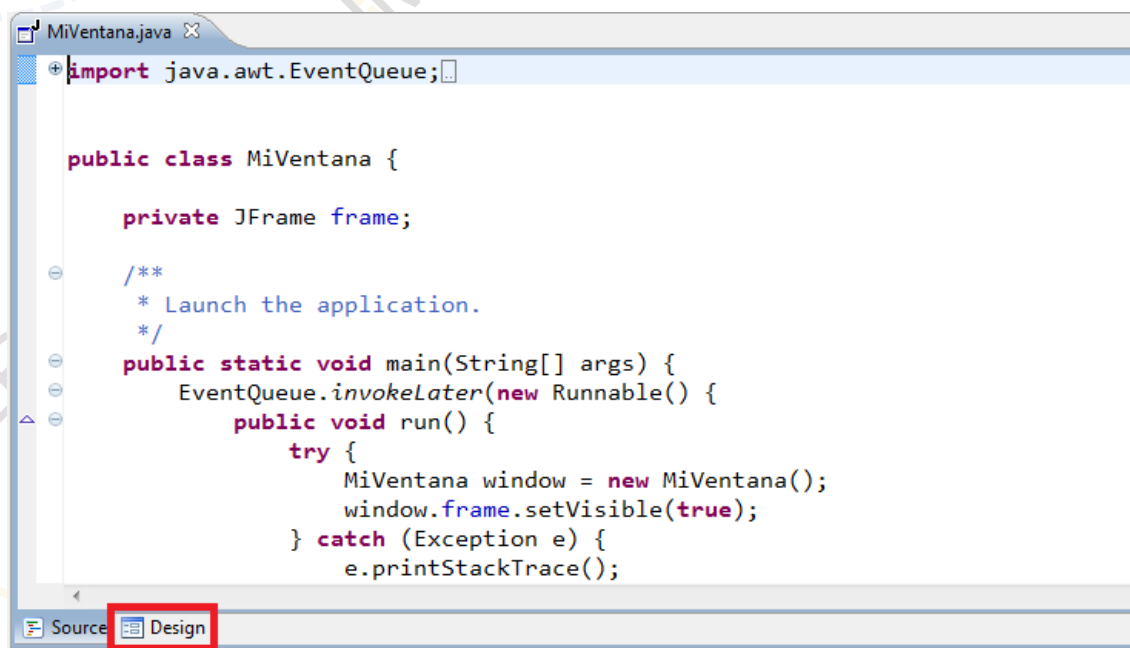 MiVentana.java
import java.awt.EventQueue;
public class MiVentana {
private JFrame frame;
/**
* Launch the application.
*/
public static void main(String[] args) {
EventQueue.invokeLater(new Runnable() {
public void run() {
try {
MiVentana window = new MiVentana();
window.frame.setVisible(true);
} catch (Exception e) {
e.printStackTrace();
Source Design